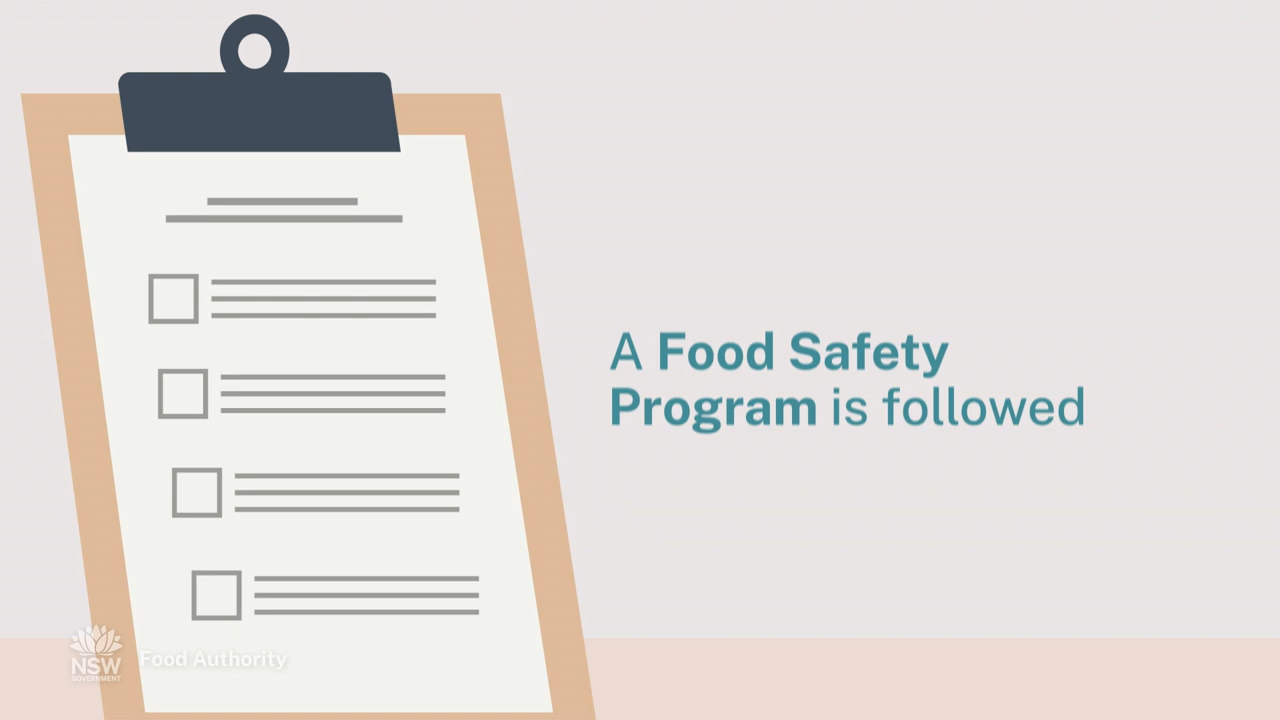 A Food Safety
Program is followed
NSW
GOVERNMENT
Food Authority